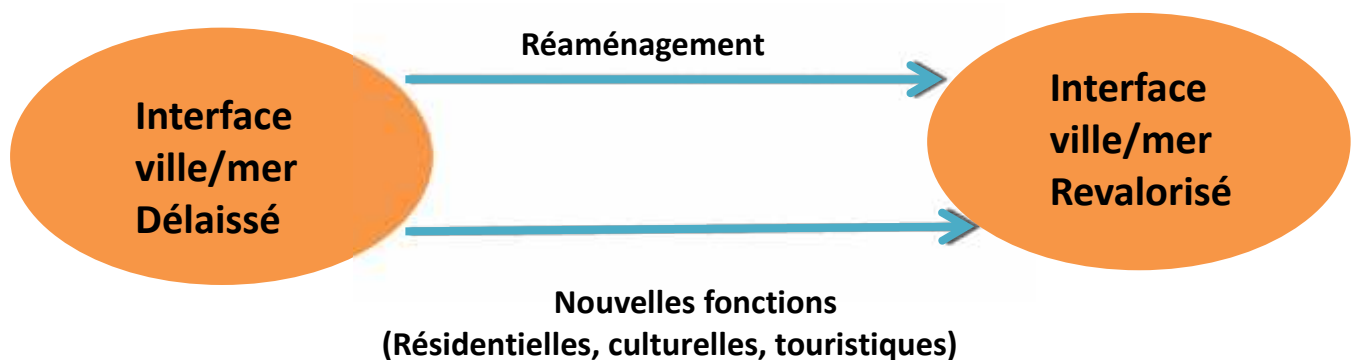 Réaménagement
Interface
ville/mer
Délaissé
Interface
ville/mer
Revalorisé
Nouvelles fonctions
(Résidentielles, culturelles, touristiques)